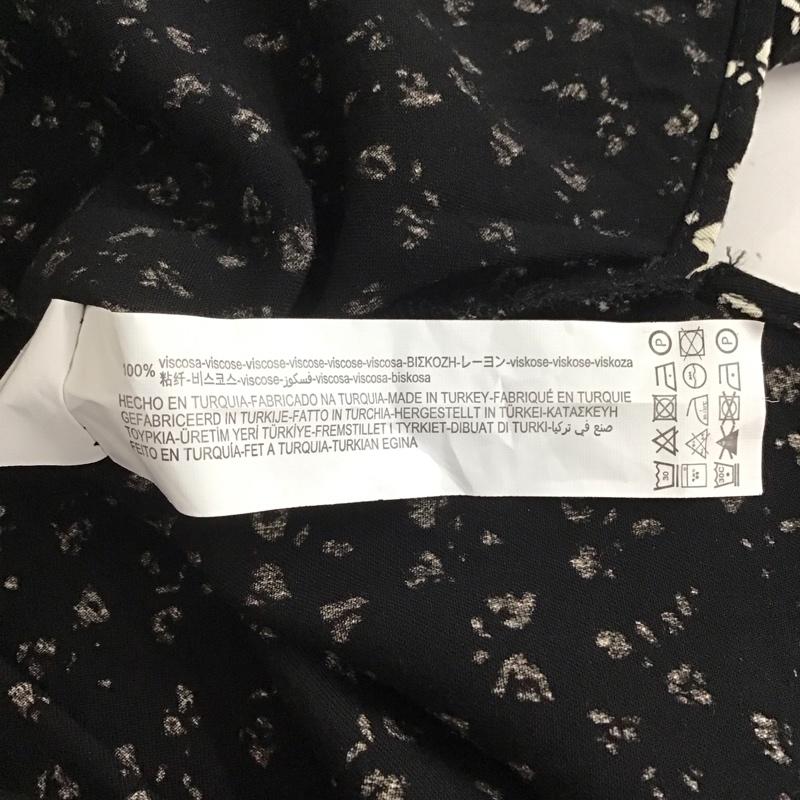 100% viscosa-viscose-viscose-viscose-viscose-viscosa-ΒΙΣΚΟΖΗ-レーヨン-viskose-viskose-viskoza
粘纤-비스코스-viscose-فسكوز-viscosa-viscosa-biskosa
HECHO EN TURQUIA-FABRICADO NA TURQUIA-MADE IN TURKEY-FABRIQUÉ EN TURQUIE
GEFABRICEERD IN TURKIJE-FATTO IN TURCHIA-HERGESTELLT IN TÜRKEI-ΚΑΤΑΣΚΕΥΗ
ΤΟΥΡΚΙΑ-ÜRETİM YERİ TÜRKİYE-FREMSTILLET I TYRKIET-DIBUAT DI TURKI-صنع في تركيا
FEITO EN TURQUÍA-FET A TURQUIA-TURKIAN EGINA
P P
30 30C